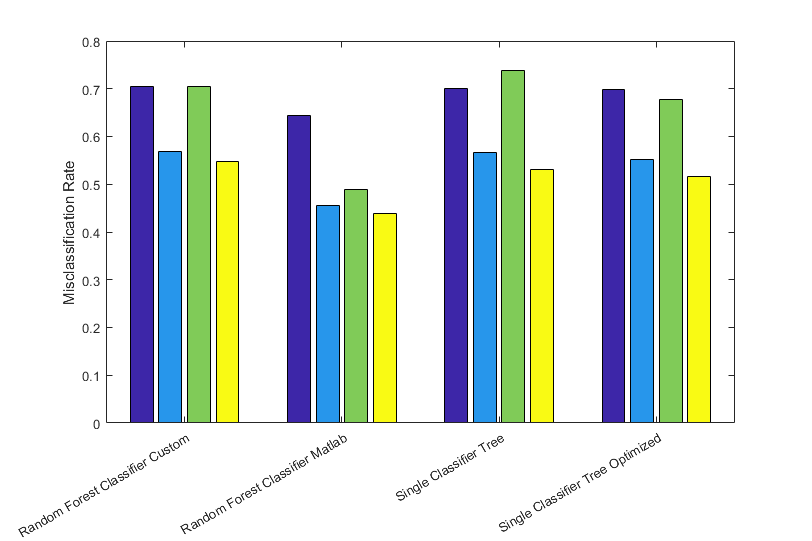 0.8
0.7
0.6
0.5
0.4
0.3
0.2
0.1
0
Misclassification Rate
Random Forest Classifier Custom
Random Forest Classifier Matlab
Single Classifier Tree
Single Classifier Tree Optimized